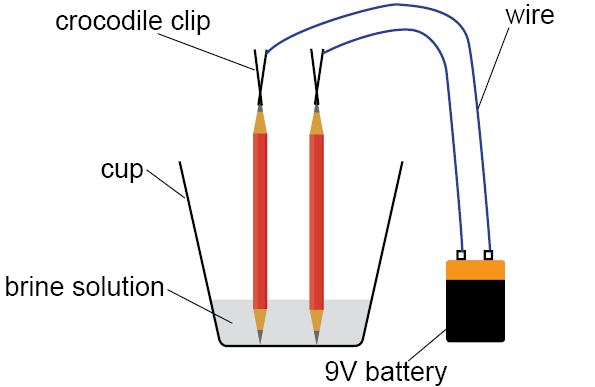 crocodile clip
wire
cup
brine solution
9V battery